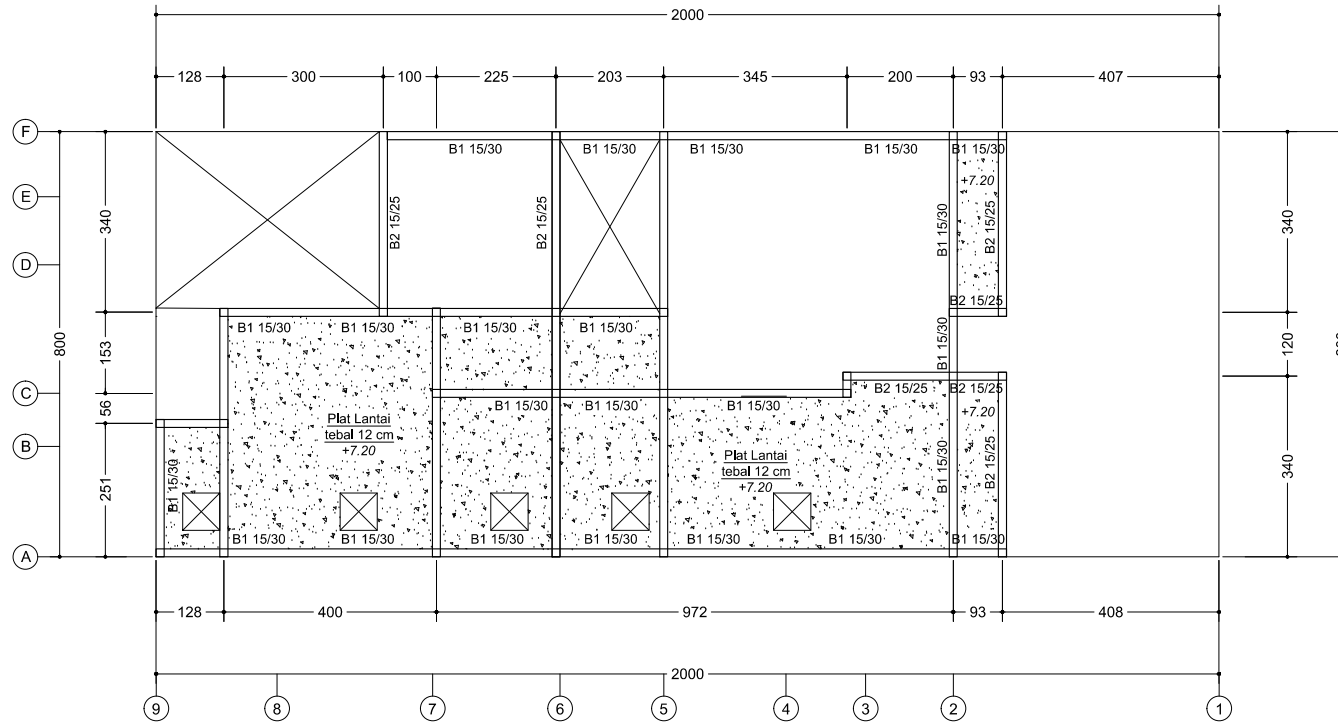 2000
128 300 100 225 203 345 200 93 407
F
E
D
C
B
A
800
340
153
56
251
B1 15/30 B1 15/30 B1 15/30 B1 15/30 B1 15/30
+7.20
B2 15/25
B2 15/25
B1 15/30
B2 15/25
B2 15/25
B1 15/30 B1 15/30 B1 15/30 B1 15/30
B1 15/30
B2 15/25 B2 15/25
+7.20
B1 15/30 B1 15/30 B1 15/30
Plat Lantai
tebal 12 cm
+7.20
Plat Lantai
tebal 12 cm
+7.20
B1 15/30
B1 15/30
B2 15/25
B1 15/30 B1 15/30 B1 15/30 B1 15/30 B1 15/30 B1 15/30 B1 15/30
340
120
340
128 400 972 93 408
2000
9 8 7 6 5 4 3 2 1